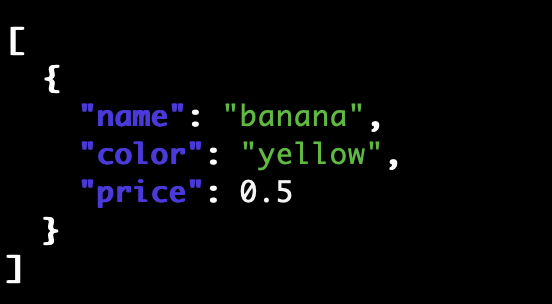 [
  {
    "name": "banana",
    "color": "yellow",
    "price": 0.5
  }
]